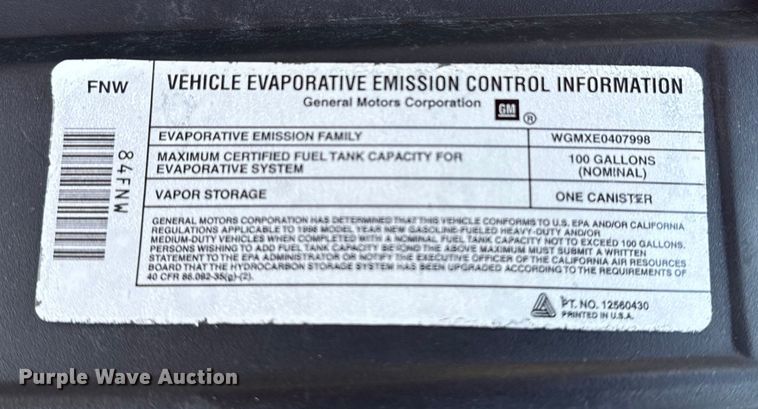 FNW
84FNW
VEHICLE EVAPORATIVE EMISSION CONTROL INFORMATION
General Motors Corporation GM ®
EVAPORATIVE EMISSION FAMILY WGMXE0407998
MAXIMUM CERTIFIED FUEL TANK CAPACITY FOR
EVAPORATIVE SYSTEM
100 GALLONS
(NOMINAL)
VAPOR STORAGE ONE CANISTER
GENERAL MOTORS CORPORATION HAS DETERMINED THAT THIS VEHICLE CONFORMS TO U.S. EPA AND/OR CALIFORNIA
REGULATIONS APPLICABLE TO 1998 MODEL YEAR NEW GASOLINE-FUELED HEAVY-DUTY AND/OR
MEDIUM-DUTY VEHICLES WHEN COMPLETED WITH A NOMINAL FUEL TANK CAPACITY NOT TO EXCEED 100 GALLONS.
PERSONS WISHING TO ADD FUEL TANK CAPACITY BEYOND THE ABOVE MAXIMUM MUST SUBMIT A WRITTEN
STATEMENT TO THE EPA ADMINISTRATOR OR NOTIFY THE EXECUTIVE OFFICER OF THE CALIFORNIA AIR RESOURCES
BOARD THAT THE HYDROCARBON STORAGE SYSTEM HAS BEEN UPGRADED ACCORDING TO THE REQUIREMENTS OF
40 CFR 86.092-35(g)-(2).
PT. NO. 12560430
PRINTED IN U.S.A.
Purple Wave Auction